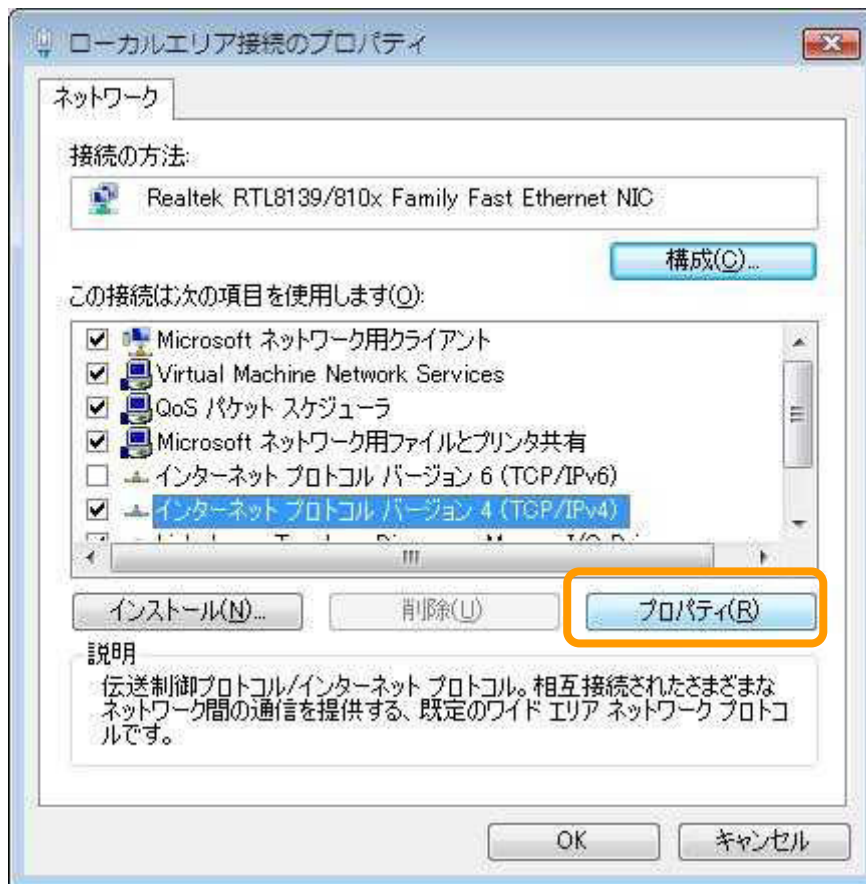 ローカルエリア接続のプロパティ
ネットワーク
接続の方法:
Realtek RTL8139/810x Family Fast Ethernet NIC
構成(C)...
この接続は次の項目を使用します(O):
Microsoft ネットワーク用クライアント
Virtual Machine Network Services
QoS パケット スケジューラ
Microsoft ネットワーク用ファイルとプリンタ共有
インターネット プロトコル バージョン 6 (TCP/IPv6)
インターネット プロトコル バージョン 4 (TCP/IPv4)
インストール(N)...
削除(U)
プロパティ(R)
説明
伝送制御プロトコル/インターネット プロトコル。相互接続されたさまざまな
ネットワーク間の通信を提供する、既定のワイド エリア ネットワーク プロトコ
ルです。
OK
キャンセル